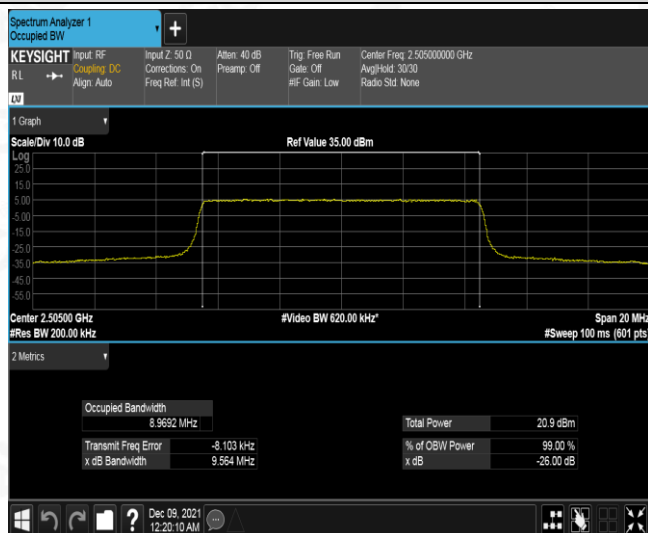 Spectrum Analyzer 1
Occupied BW
+
KEYSIGHT Input: RF Input Z: 50 Ω Atten: 40 dB Trig: Free Run Center Freq: 2.505000000 GHz
R L Coupling: DC Corrections: On Preamp: Off Gate: Off Avg|Hold: 30/30
Align: Auto Freq Ref: Int (S) #IF Gain: Low Radio Std: None
LXI
1 Graph
Scale/Div 10.0 dB Ref Value 35.00 dBm
Log
25.0
15.0
5.00
-5.00
-15.0
-25.0
-35.0
-45.0
-55.0
Center 2.50500 GHz #Video BW 620.00 kHz* Span 20 MHz
#Res BW 200.00 kHz #Sweep 100 ms (601 pts)
2 Metrics
Occupied Bandwidth
8.9692 MHz Total Power 20.9 dBm
Transmit Freq Error -8.103 kHz % of OBW Power 99.00 %
x dB Bandwidth 9.564 MHz x dB -26.00 dB
? Dec 09, 2021
12:20:10 AM